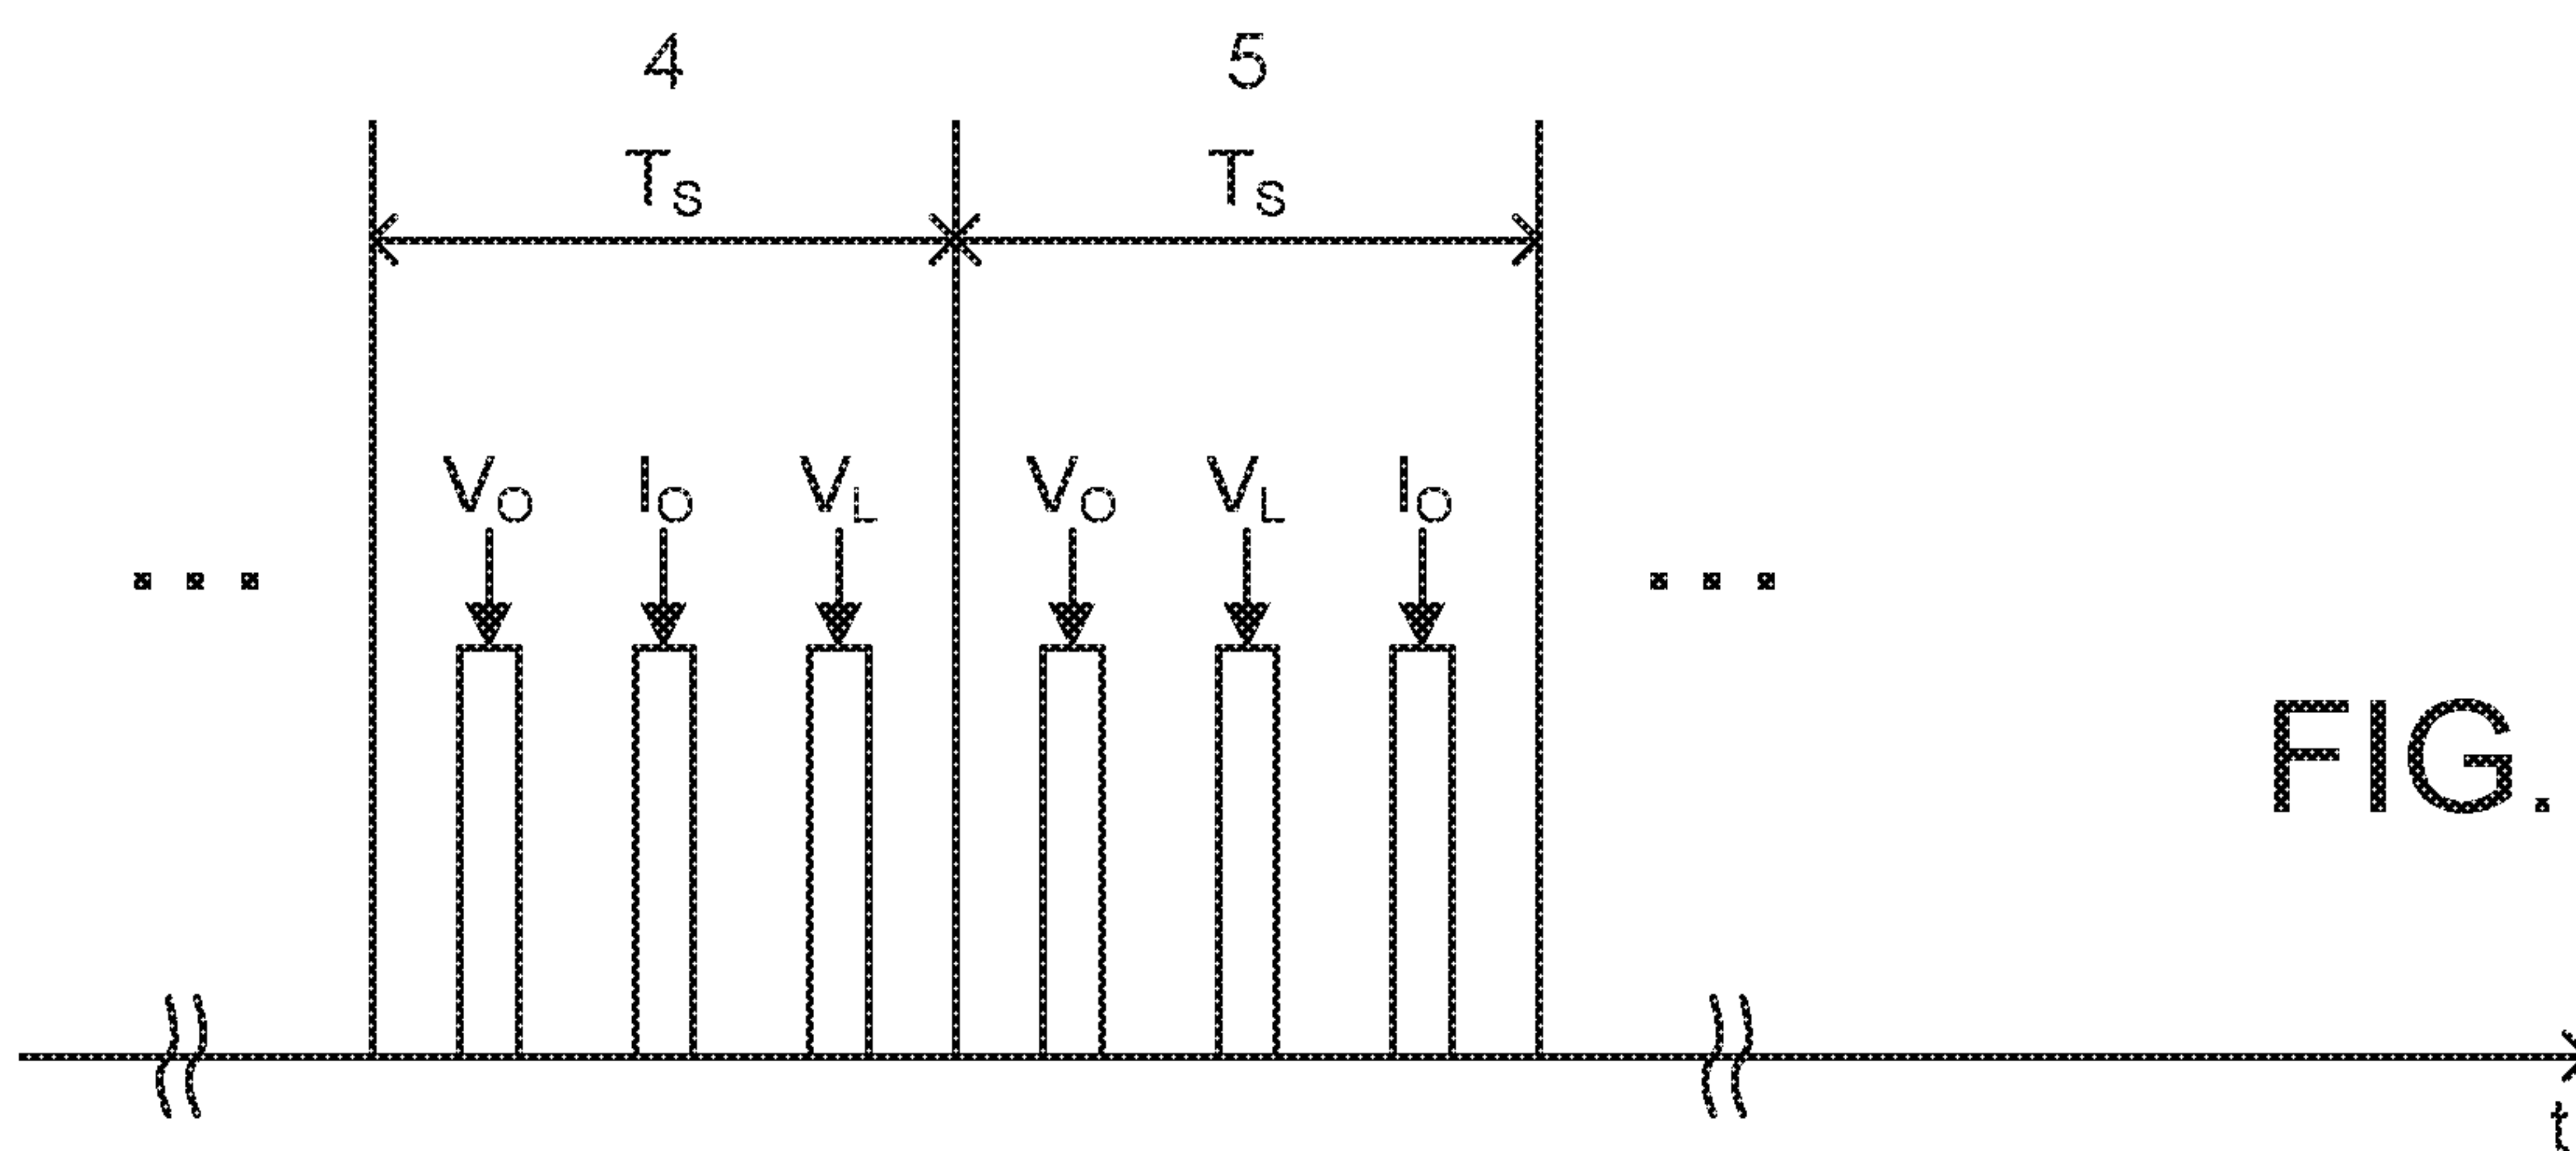 4 5
T_S T_S
V_O I_O V_L V_O V_L I_O
... ...
FIG.
t